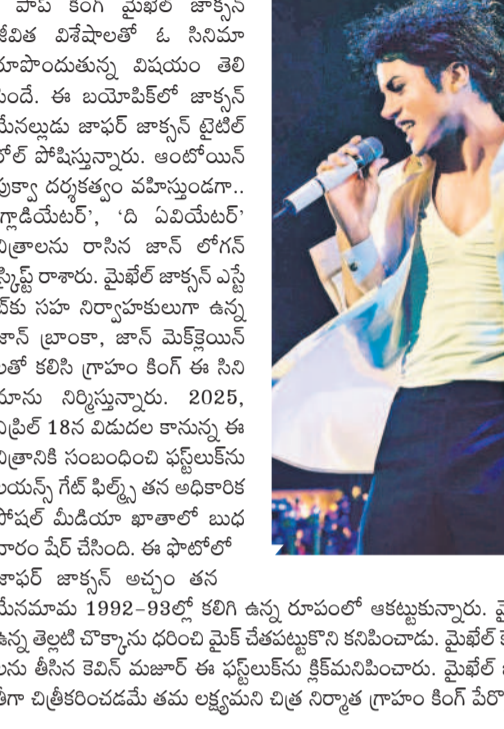 పాప్ కింగ్ మైఖేల్ జాక్సన్
జీవిత విశేషాలతో ఓ సినిమా
రూపొందుతున్న విషయం తెలి
సిందే. ఈ బయోపిక్‌లో జాక్సన్
మేనల్లుడు జాఫర్ జాక్సన్ టైటిల్
రోల్ పోషిస్తున్నారు. ఆంటోయిన్
ఫుక్వా దర్శకత్వం వహిస్తుండగా..
గ్లాడియేటర్', 'ది ఏవియేటర్'
చిత్రాలను రాసిన జాన్ లోగన్
స్క్రిప్ట్ రాశారు. మైఖేల్ జాక్సన్ ఎస్టే
ట్‌కు సహ నిర్వాహకులుగా ఉన్న
జాన్ బ్రాంకా, జాన్ మెక్‌క్లెయిన్
లతో కలిసి గ్రాహం కింగ్ ఈ సిని
మాను నిర్మిస్తున్నారు. 2025,
ఏప్రిల్ 18న విడుదల కానున్న ఈ
చిత్రానికి సంబంధించి ఫస్ట్‌లుక్‌ను
లయన్స్ గేట్ ఫిల్మ్స్ తన అధికారిక
సోషల్ మీడియా ఖాతాలో బుధ
వారం షేర్ చేసింది. ఈ ఫొటోలో
జాఫర్ జాక్సన్ అచ్చం తన
మేనమామ 1992-93ల్లో కలిగి ఉన్న రూపంలో ఆకట్టుకున్నారు.
ఉన్న తెల్లటి చొక్కాను ధరించి మైక్ చేతపట్టుకొని కనిపించాడు. మైఖేల్
లను తీసిన కెవిన్ మజూర్ ఈ ఫస్ట్‌లుక్‌ను క్లిక్‌మనిపించారు. మైఖేల్
తీగా చిత్రీకరించడమే తమ లక్ష్యమని చిత్ర నిర్మాత గ్రాహం కింగ్